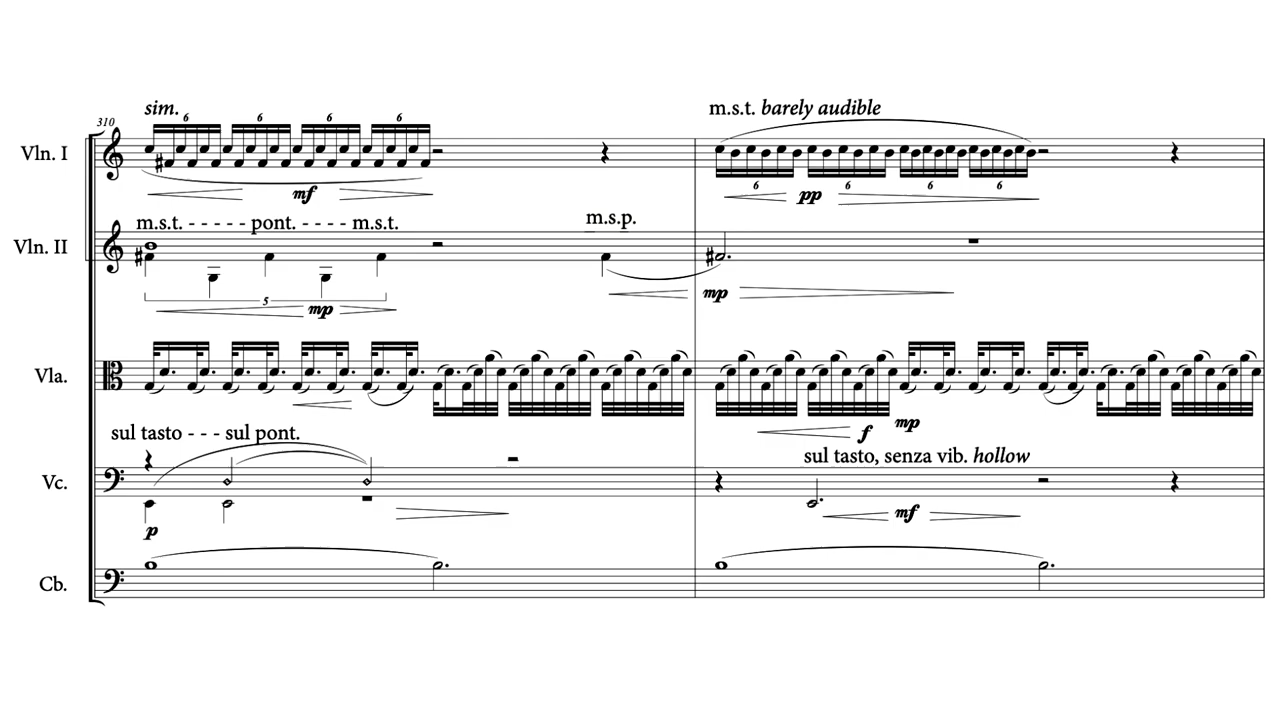 sim.
m.s.t. barely audible
310
6 6 6 6
Vln. I
6 6 6 6
mf
pp
m.s.t. - - - - - pont. - - - - m.s.t.
m.s.p.
Vln. II
5
mp
mp
Vla.
f
mp
sul tasto - - - sul pont.
sul tasto, senza vib. hollow
Vc.
mf
p
Cb.